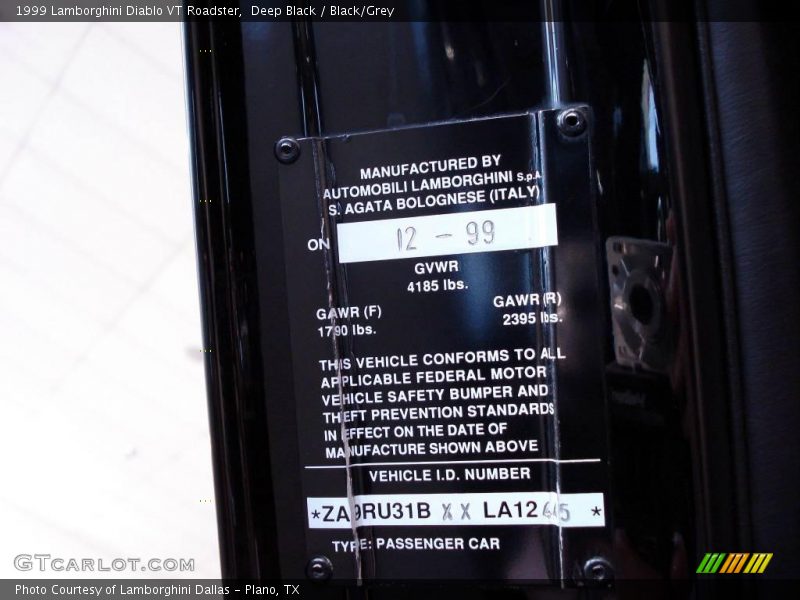 1999 Lamborghini Diablo VT Roadster, Deep Black / Black/Grey
MANUFACTURED BY
AUTOMOBILI LAMBORGHINI S.p.A.
S. AGATA BOLOGNESE (ITALY)
ON 12 - 99
GVWR
4185 lbs.
GAWR (F) GAWR (R)
1790 lbs. 2395 lbs.
THIS VEHICLE CONFORMS TO ALL
APPLICABLE FEDERAL MOTOR
VEHICLE SAFETY BUMPER AND
THEFT PREVENTION STANDARDS
IN EFFECT ON THE DATE OF
MANUFACTURE SHOWN ABOVE
VEHICLE I.D. NUMBER
*ZA9RU31B XX *
TYPE: PASSENGER CAR
GTCARLOT.COM
Photo Courtesy of Lamborghini Dallas - Plano, TX